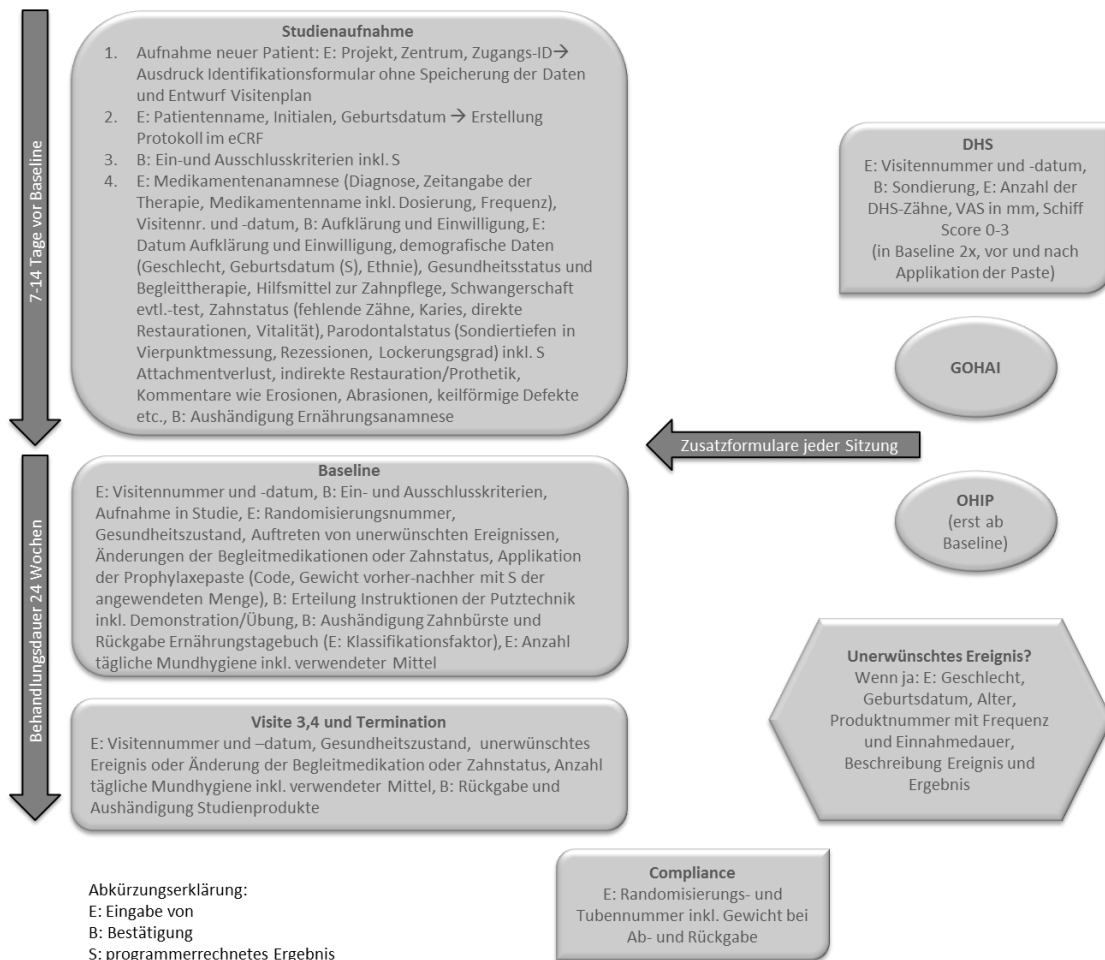 7-14 Tage vor Baseline
Studienaufnahme
1. Aufnahme neuer Patient: E: Projekt, Zentrum, Zugangs-ID→
Ausdruck Identifikationsformular ohne Speicherung der Daten
und Entwurf Visitenplan
2. E: Patientenname, Initialen, Geburtsdatum → Erstellung
Protokoll im eCRF
3. B: Ein-und Ausschlusskriterien inkl. S
4. E: Medikamentenanamnese (Diagnose, Zeitangabe der
Therapie, Medikamentenname inkl. Dosierung, Frequenz),
Visitennr. und -datum, B: Aufklärung und Einwilligung, E:
Datum Aufklärung und Einwilligung, demografische Daten
(Geschlecht, Geburtsdatum (S), Ethnie), Gesundheitsstatus und
Begleittherapie, Hilfsmittel zur Zahnpflege, Schwangerschaft
evtl.-test, Zahnstatus (fehlende Zähne, Karies, direkte
Restaurationen, Vitalität), Parodontalstatus (Sondiertiefen in
Vierpunktmessung, Rezessionen, Lockerungsgrad) inkl. S
Attachmentverlust, indirekte Restauration/Prothetik,
Kommentare wie Erosionen, Abrasionen, keilförmige Defekte
etc., B: Aushändigung Ernährungsanamnese
DHS
E: Visitennummer und -datum,
B: Sondierung, E: Anzahl der
DHS-Zähne, VAS in mm, Schiff
Score 0-3
(in Baseline 2x, vor und nach
Applikation der Paste)
GOHAI
Zusatzformulare jeder Sitzung
OHIP
(erst ab
Baseline)
Behandlungsdauer 24 Wochen
Baseline
E: Visitennummer und -datum, B: Ein- und Ausschlusskriterien,
Aufnahme in Studie, E: Randomisierungsnummer,
Gesundheitszustand, Auftreten von unerwünschten Ereignissen,
Änderungen der Begleitmedikationen oder Zahnstatus, Applikation
der Prophylaxepaste (Code, Gewicht vorher-nachher mit S der
angewendeten Menge), B: Erteilung Instruktionen der Putztechnik
inkl. Demonstration/Übung, B: Aushändigung Zahnbürste und
Rückgabe Ernährungstagebuch (E: Klassifikationsfaktor), E: Anzahl
tägliche Mundhygiene inkl. verwendeter Mittel
Unerwünschtes Ereignis?
Wenn ja: E: Geschlecht,
Geburtsdatum, Alter,
Produktnummer mit Frequenz
und Einnahmedauer,
Beschreibung Ereignis und
Ergebnis
Visite 3,4 und Termination
E: Visitennummer und –datum, Gesundheitszustand, unerwünschtes
Ereignis oder Änderung der Begleitmedikation oder Zahnstatus, Anzahl
tägliche Mundhygiene inkl. verwendeter Mittel, B: Rückgabe und
Aushändigung Studienprodukte
Compliance
E: Randomisierungs- und
Tubennummer inkl. Gewicht bei
Ab- und Rückgabe
Abkürzungserklärung:
E: Eingabe von
B: Bestätigung
S: programmerrechnetes Ergebnis